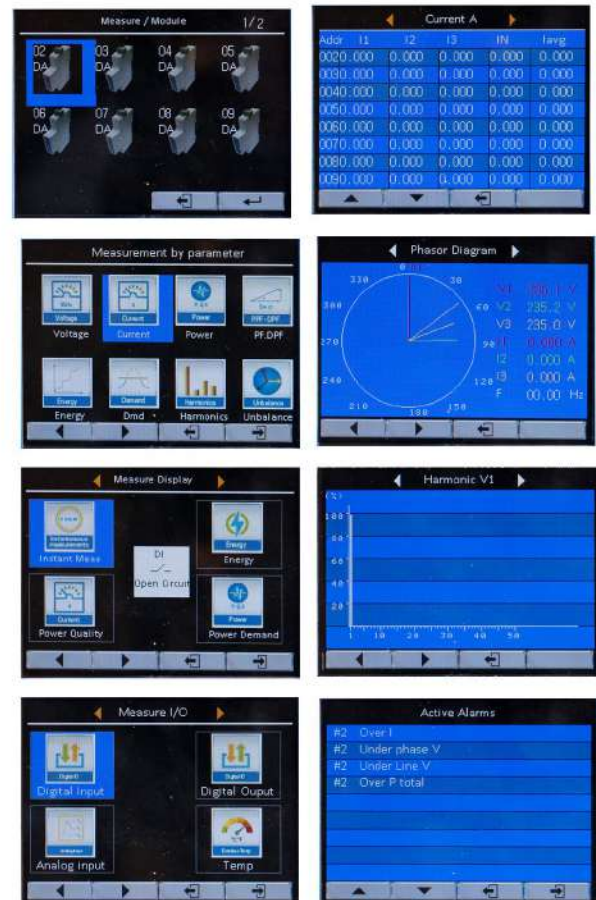 Measure / Module 1/2
02 03 04 05
DA DA DA DA
06 07 08 09
DA DA DA DA
Current A
Addr I1 I2 I3 IN Iavg
0020.000 0.000 0.000 0.000 0.000
0030.000 0.000 0.000 0.000 0.000
0040.000 0.000 0.000 0.000 0.000
0050.000 0.000 0.000 0.000 0.000
0060.000 0.000 0.000 0.000 0.000
0070.000 0.000 0.000 0.000 0.000
0080.000 0.000 0.000 0.000 0.000
0090.000 0.000 0.000 0.000 0.000
Measurement by parameter
Voltage Current Power PFF-DPF
Voltage Current Power PF.DPF
Energy Demand Harmonics Unbalance
Energy Dmd Harmonics Unbalance
Phasor Diagram
330 0 30
300 60
270 90
240 120
210 180 150
V1 V
V2 235.2 V
V3 235.0 V
I1 0.000 A
I2 0.000 A
I3 0.000 A
F 00.00 Hz
Measure Display
Instant Meas
Energy
Energy
DI
Open Circuit
Current
Power Quality
Power
Power Demand
Harmonic V1
(%)
100
80
60
40
20
1 10 20 30 40 50
Measure I/O
Digital Input
Digital Ouput
Analog input
Temp
Active Alarms
#2 Over I
#2 Under phase V
#2 Under Line V
#2 Over P total